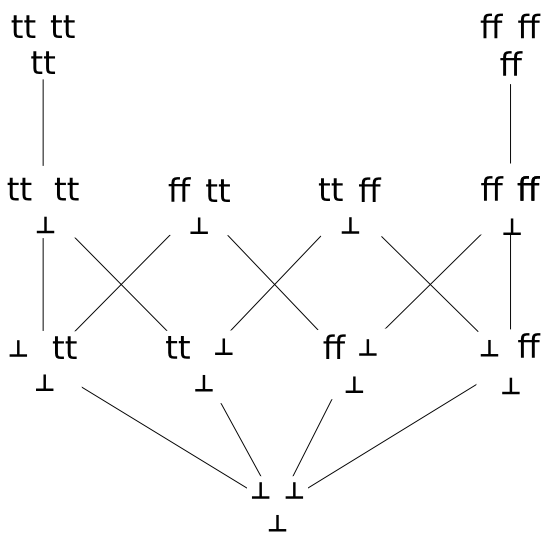 tt tt ff ff
tt ff
tt tt ff tt tt ff ff ff
⊥ ⊥ ⊥ ⊥
⊥ tt tt ⊥ ff ⊥ ⊥ ff
⊥ ⊥ ⊥ ⊥
⊥ ⊥
⊥